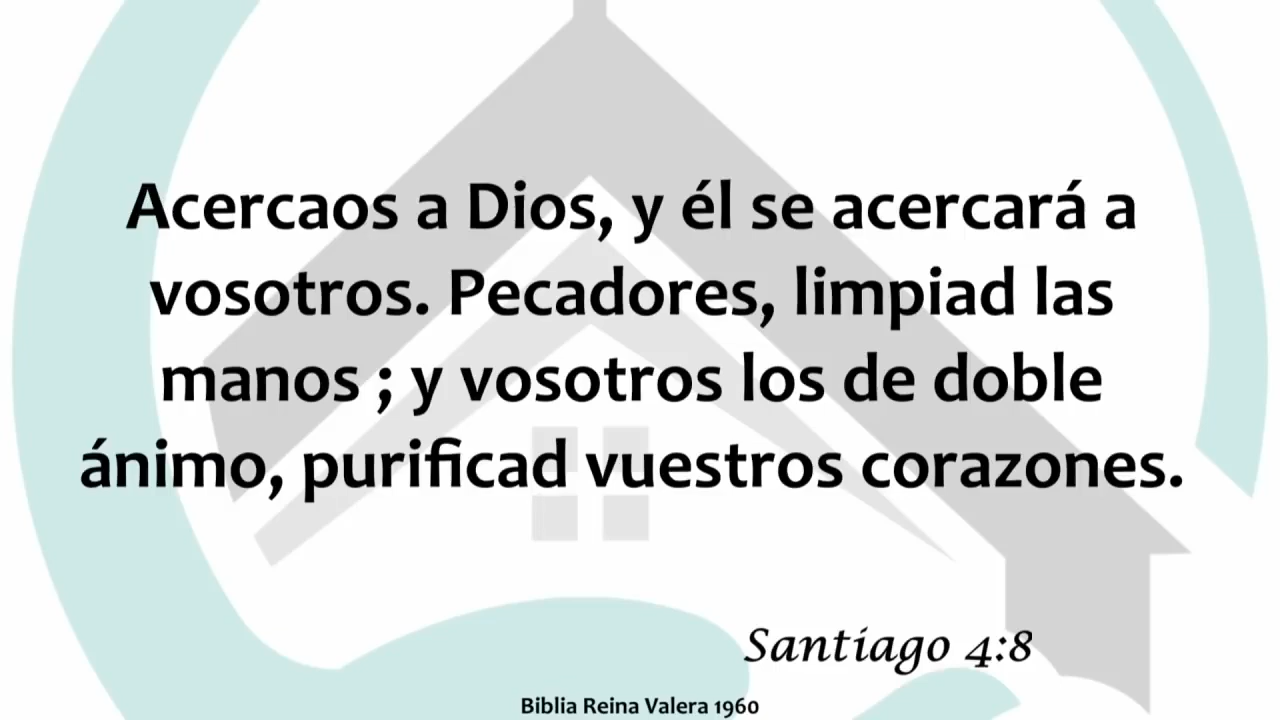 Acercaos a Dios, y él se acercará a
vosotros. Pecadores, limpiad las
manos ; y vosotros los de doble
ánimo, purificad vuestros corazones.
Santiago 4:8
Biblia Reina Valera 1960